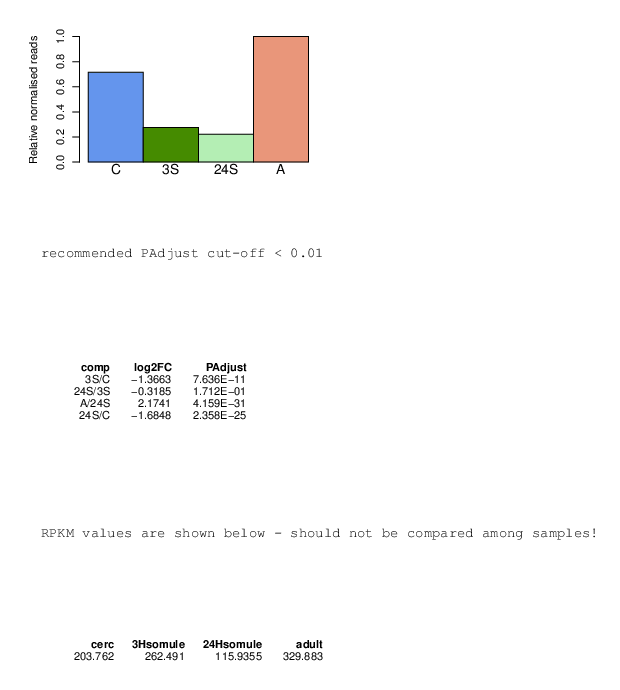 Relative normalised reads
1.0
0.8
0.6
0.4
0.2
0.0
C 3S 24S A
recommended PAdjust cut-off < 0.01
comp log2FC PAdjust
3S/C −1.3663 7.636E−11
24S/3S −0.3185 1.712E−01
A/24S 2.1741 4.159E−31
24S/C −1.6848 2.358E−25
RPKM values are shown below - should not be compared among samples!
cerc 3Hsomule 24Hsomule adult
203.762 262.491 115.9355 329.883